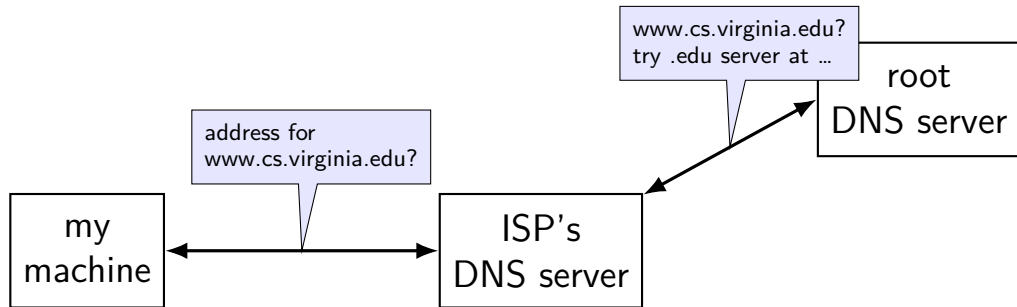 www.cs.virginia.edu?
try .edu server at ...
root
DNS server
address for
www.cs.virginia.edu?
my
machine
ISP's
DNS server